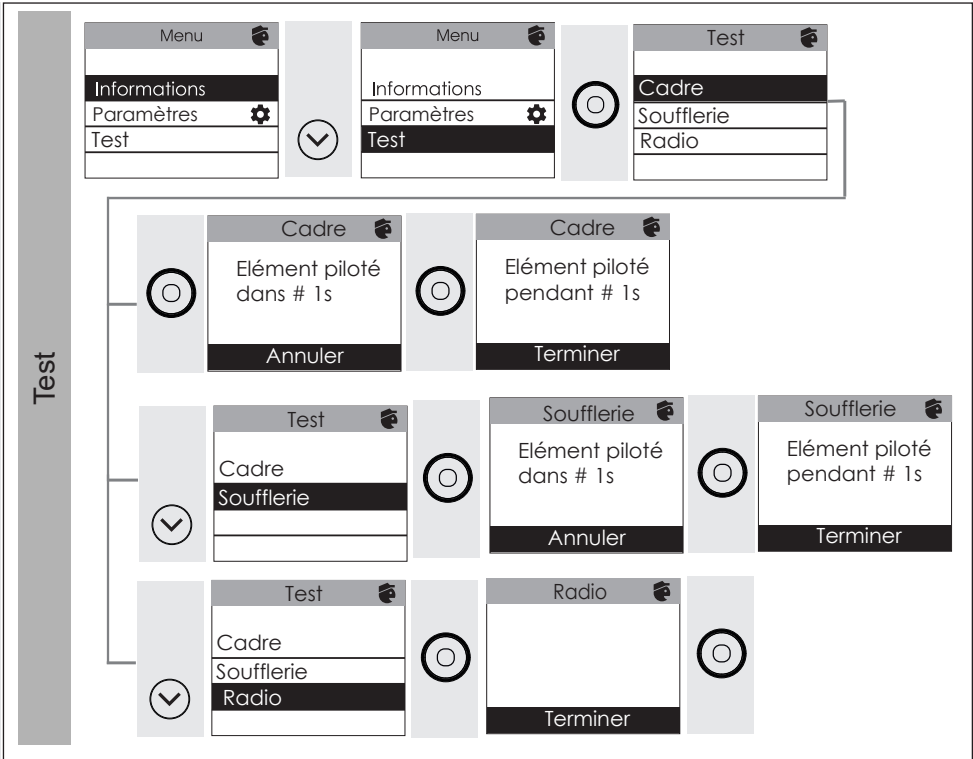 Test
Menu
Informations
Paramètres
Test
Menu
Informations
Paramètres
Test
Test
Cadre
Soufflerie
Radio
Cadre
Elément piloté
dans # 1s
Annuler
Cadre
Elément piloté
pendant # 1s
Terminer
Test
Cadre
Soufflerie
Soufflerie
Elément piloté
dans # 1s
Annuler
Soufflerie
Elément piloté
pendant # 1s
Terminer
Test
Cadre
Soufflerie
Radio
Radio
Terminer